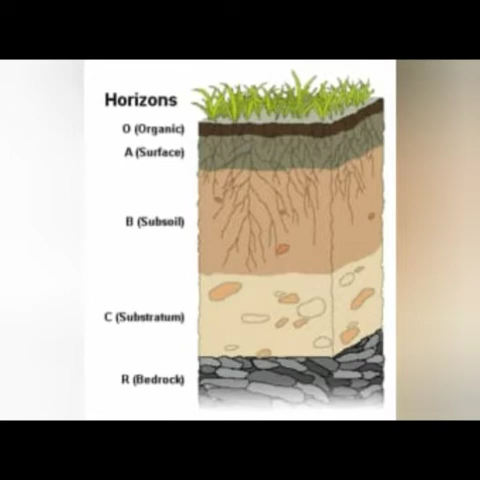 Horizons
O (Organic)
A (Surface)
B (Subsoil)
C (Substratum)
R (Bedrock)